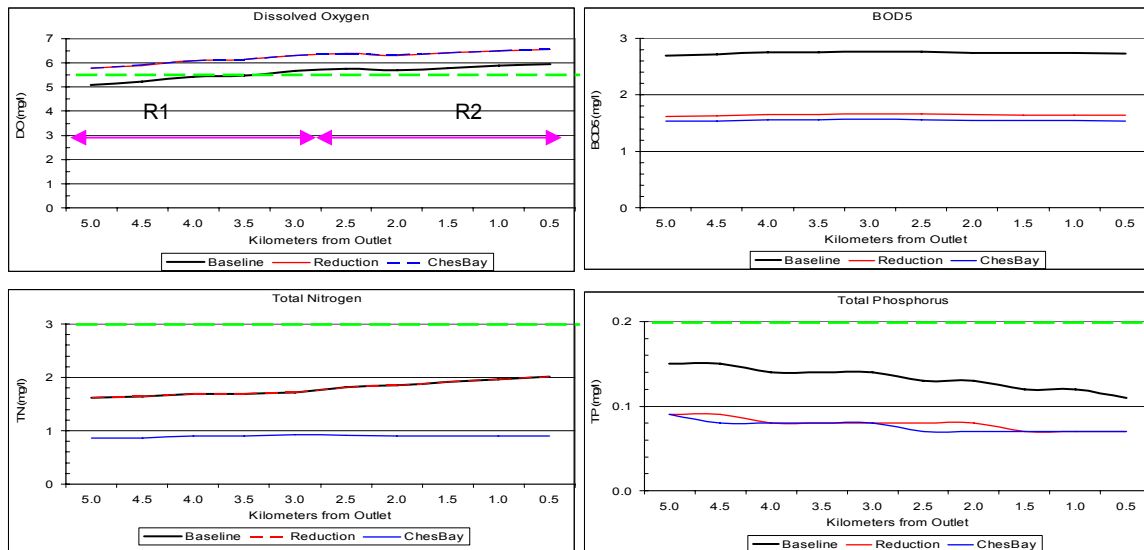 Dissolved Oxygen
7
6
5
4
3
2
1
0
DO(mg/l)
R1
R2
5.0 4.5 4.0 3.5 3.0 2.5 2.0 1.5 1.0 0.5
Kilometers from Outlet
Baseline Reduction ChesBay
BOD5
3
2
1
0
BOD5(mg/l)
5.0 4.5 4.0 3.5 3.0 2.5 2.0 1.5 1.0 0.5
Kilometers from Outlet
Baseline Reduction ChesBay
Total Nitrogen
3
2
1
0
TN(mg/l)
5.0 4.5 4.0 3.5 3.0 2.5 2.0 1.5 1.0 0.5
Kilometers from Outlet
Baseline Reduction ChesBay
Total Phosphorus
0.2
0.1
0.0
TP(mg/l)
5.0 4.5 4.0 3.5 3.0 2.5 2.0 1.5 1.0 0.5
Kilometers from Outlet
Baseline Reduction ChesBay